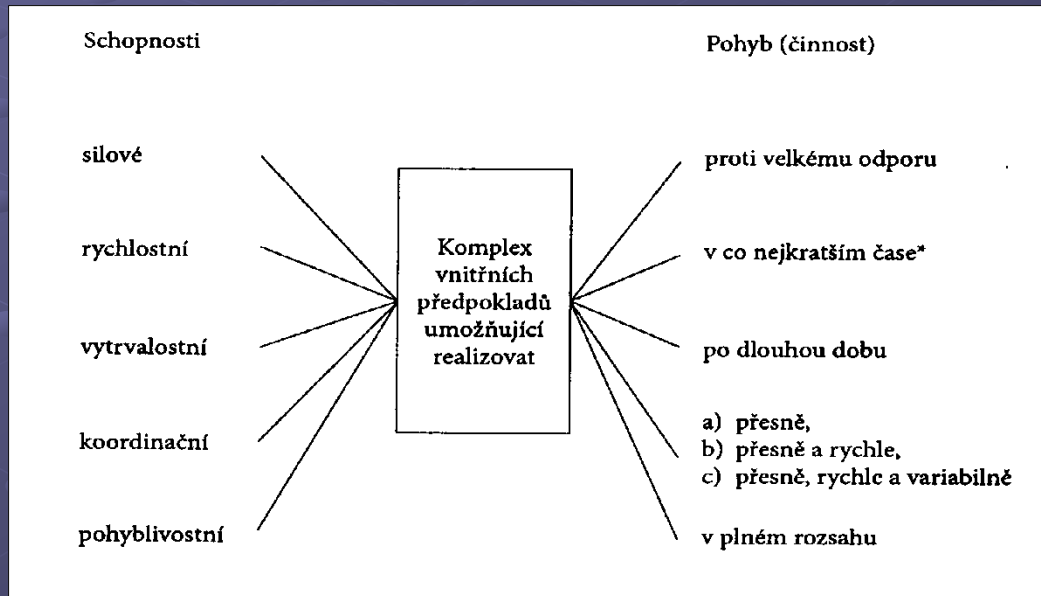 Schopnosti
Pohyb (činnost)
silové
rychlostní
vytrvalostní
koordinační
pohyblivostní
Komplex
vnitřních
předpokladů
umožňující
realizovat
proti velkému odporu
v co nejkratším čase*
po dlouhou dobu
a) přesně,
b) přesně a rychle,
c) přesně, rychle a variabilně
v plném rozsahu